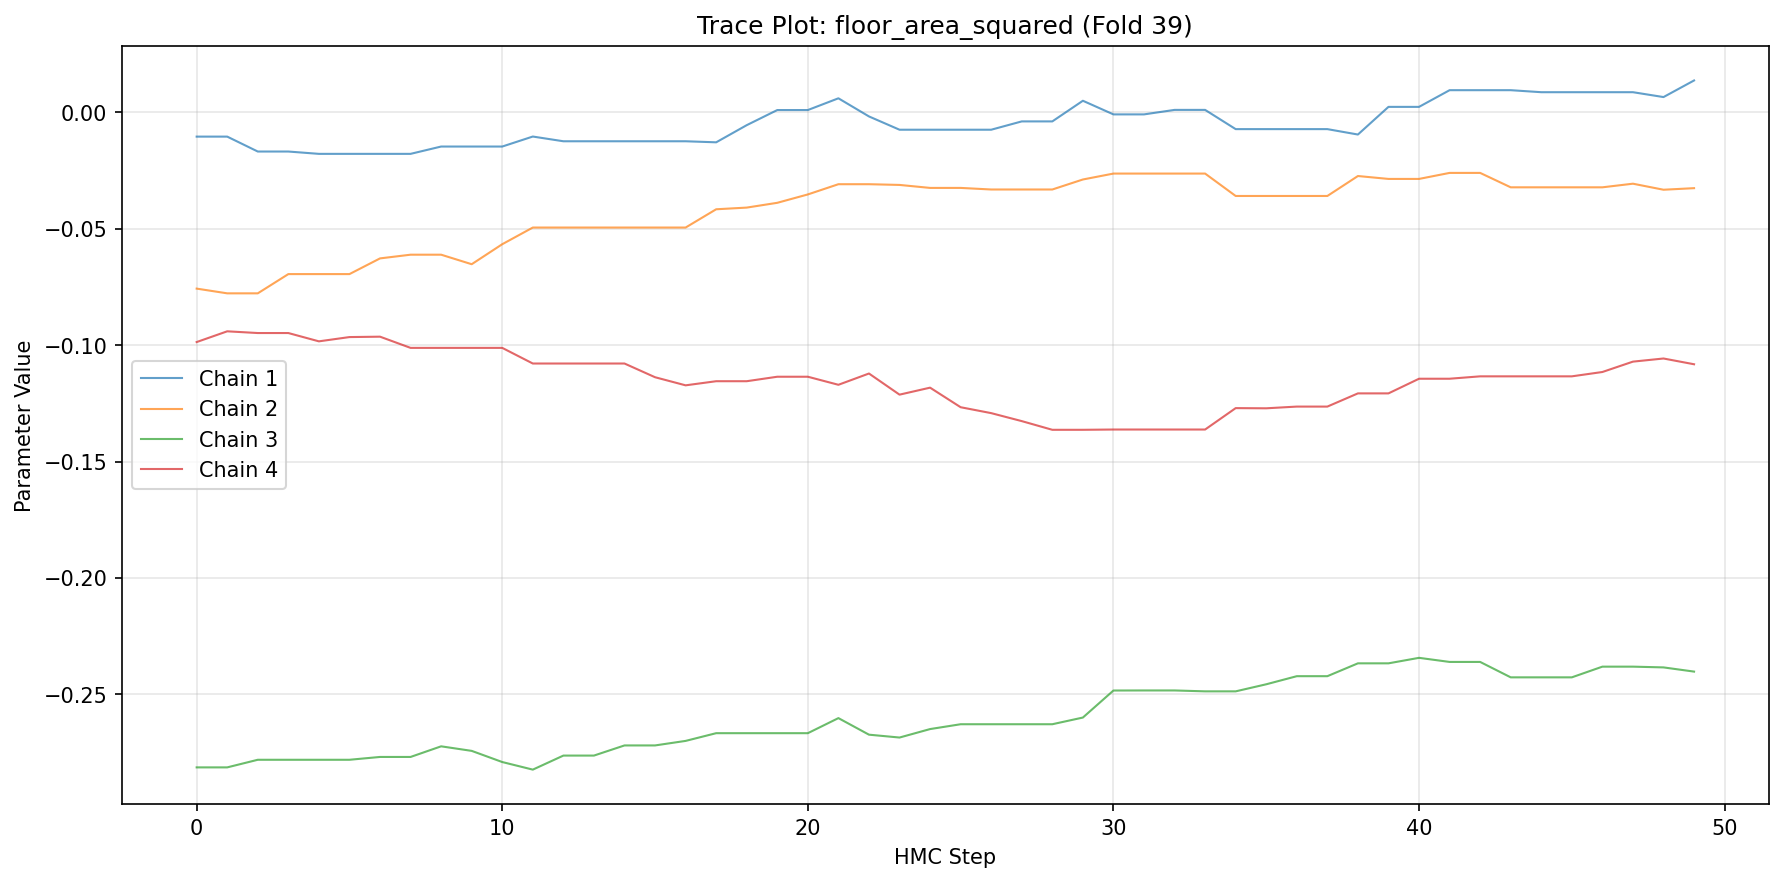 Trace Plot: floor_area_squared (Fold 39)
Parameter Value
0.00
−0.05
−0.10
−0.15
−0.20
−0.25
Chain 1
Chain 2
Chain 3
Chain 4
0 10 20 30 40 50
HMC Step